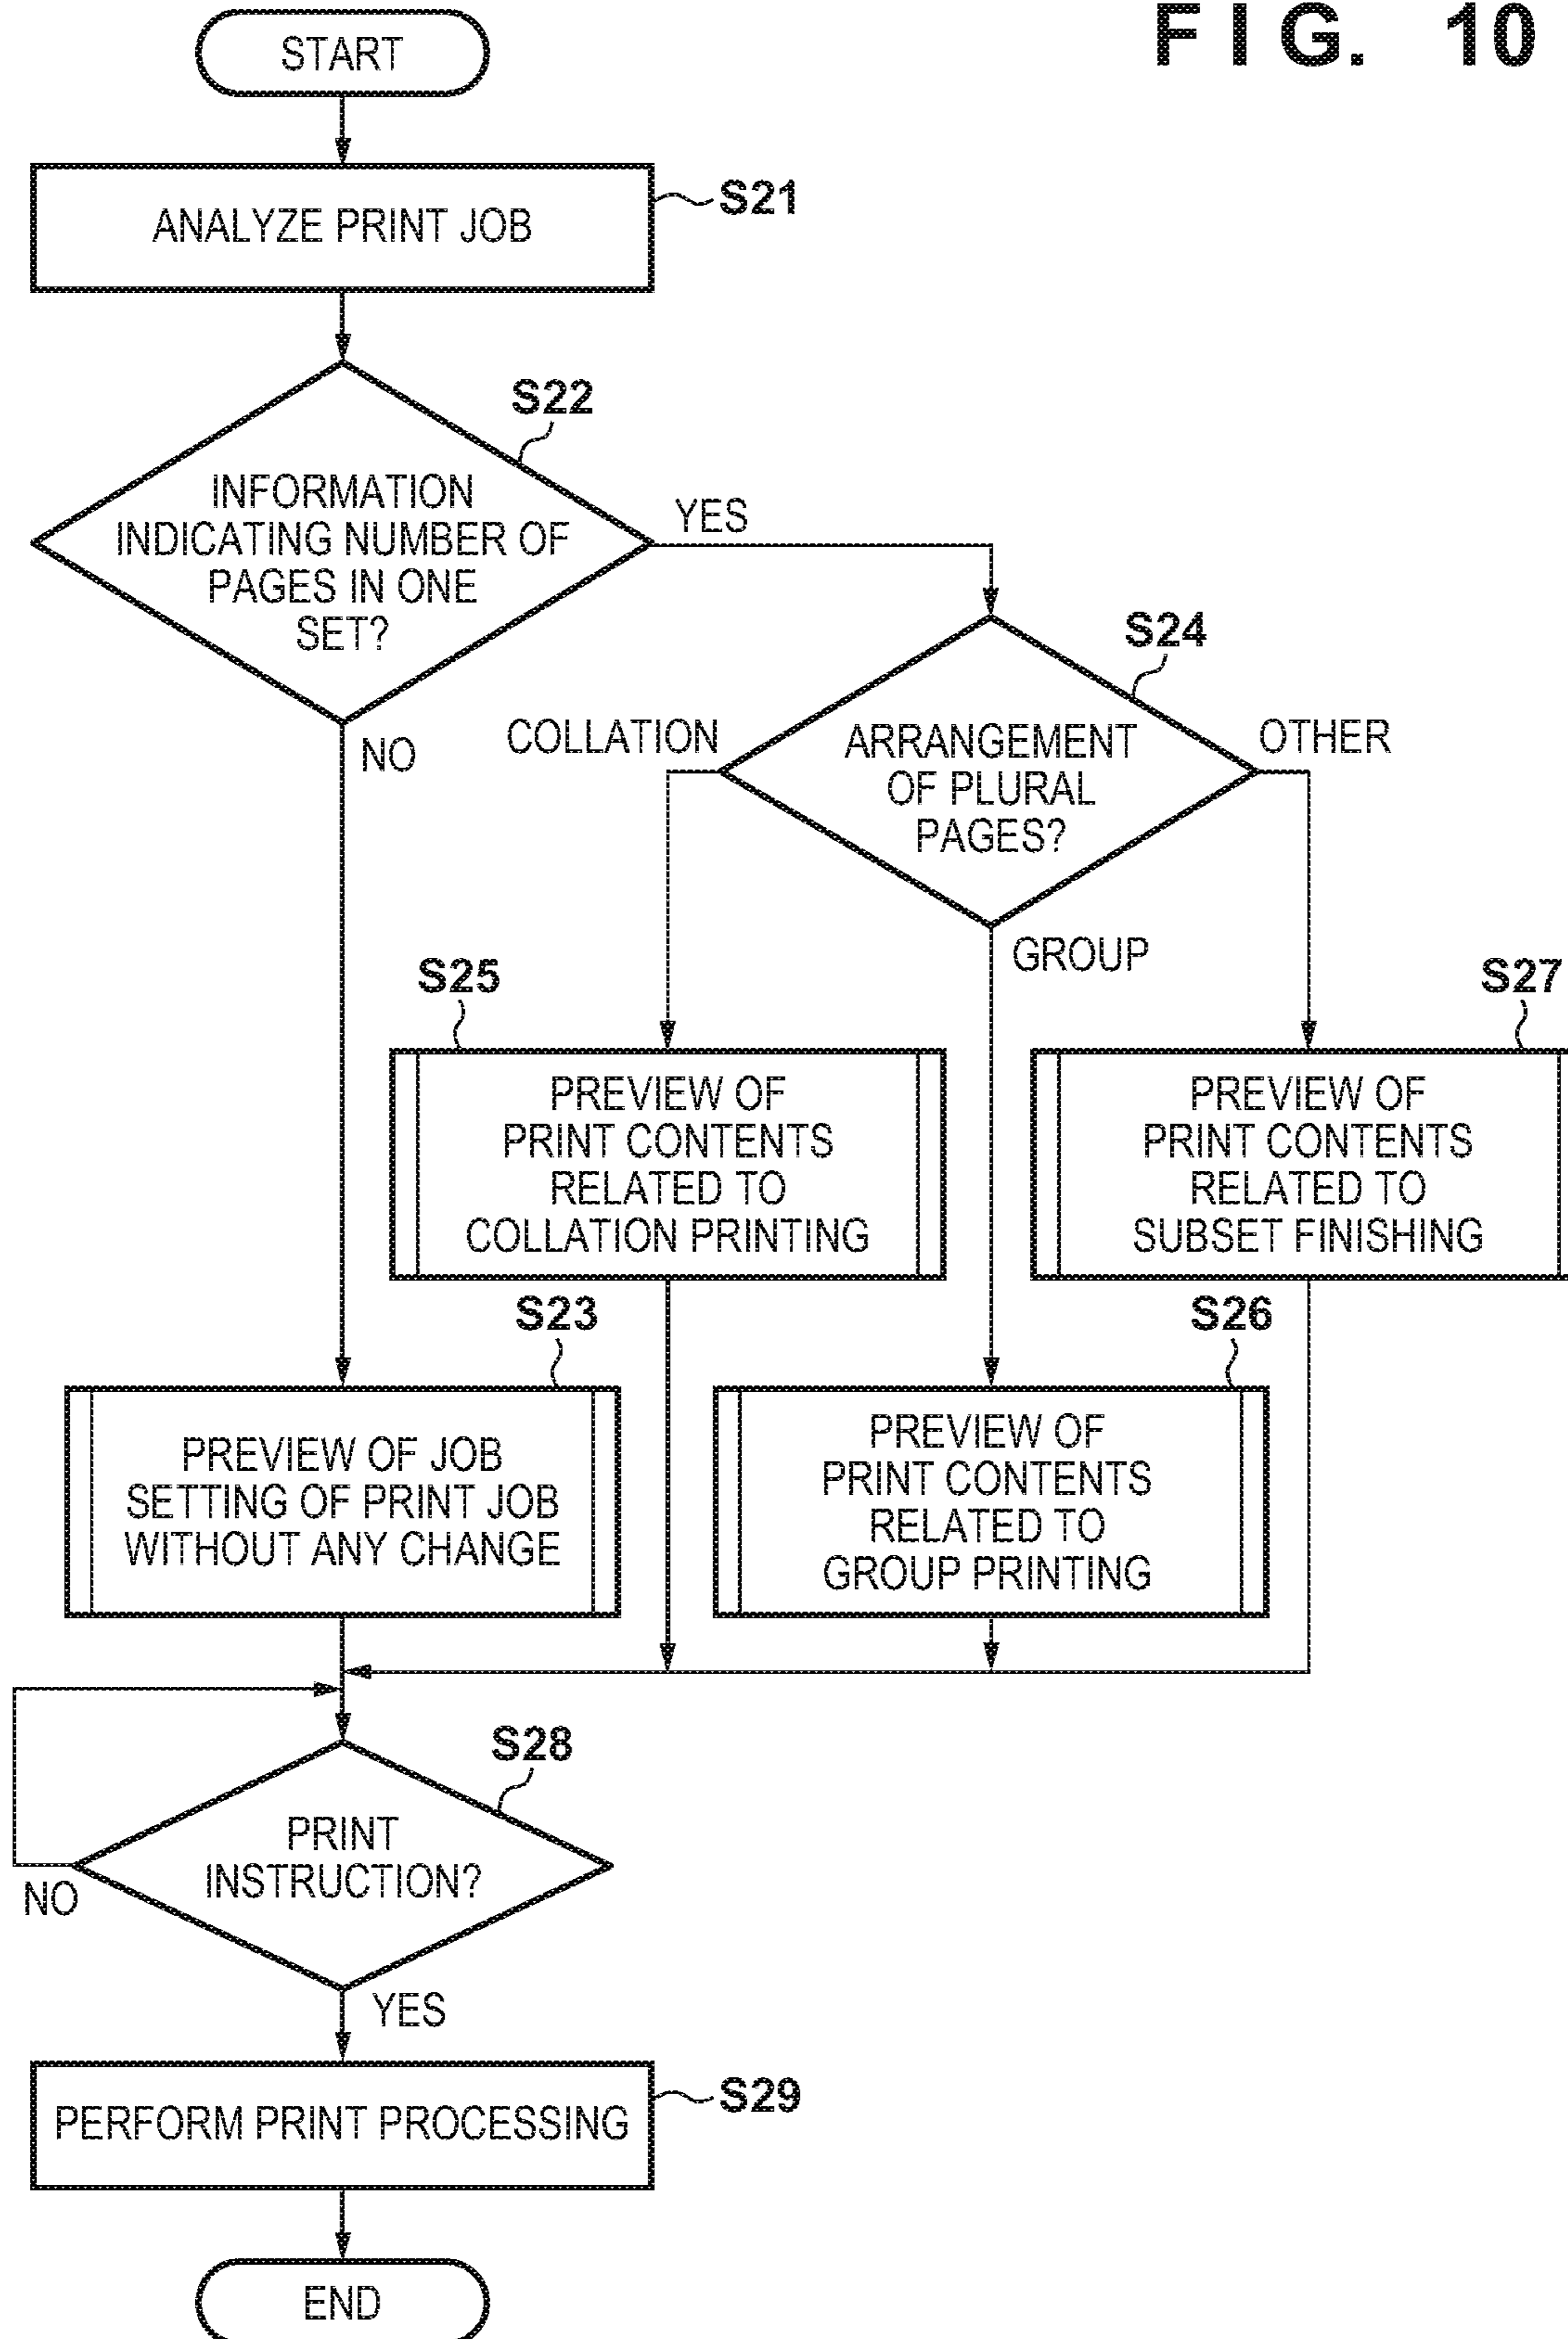 FIG. 10
START
ANALYZE PRINT JOB
S21
S22
INFORMATION
INDICATING NUMBER OF
PAGES IN ONE
SET?
YES
NO
S24
COLLATION
ARRANGEMENT
OF PLURAL
PAGES?
OTHER
GROUP
S25
PREVIEW OF
PRINT CONTENTS
RELATED TO
COLLATION PRINTING
S27
PREVIEW OF
PRINT CONTENTS
RELATED TO
SUBSET FINISHING
S23
PREVIEW OF JOB
SETTING OF PRINT JOB
WITHOUT ANY CHANGE
S26
PREVIEW OF
PRINT CONTENTS
RELATED TO
GROUP PRINTING
S28
PRINT
INSTRUCTION?
NO
YES
PERFORM PRINT PROCESSING
S29
END